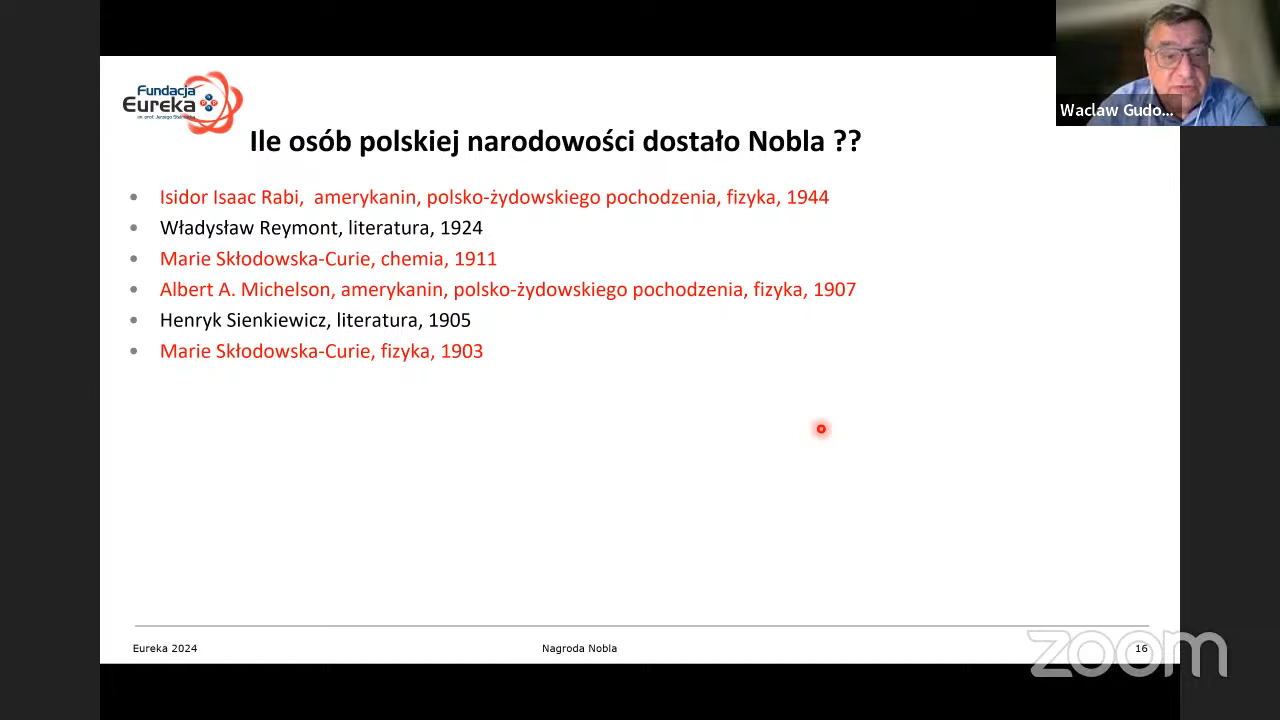 Fundacja
Eureka
Ile osób polskiej narodowości dostało Nobla ??
Isidor Isaac Rabi, amerykanin, polsko-żydowskiego pochodzenia, fizyka, 1944
Władysław Reymont, literatura, 1924
Marie Skłodowska-Curie, chemia, 1911
Albert A. Michelson, amerykanin, polsko-żydowskiego pochodzenia, fizyka, 1907
Henryk Sienkiewicz, literatura, 1905
Marie Skłodowska-Curie, fizyka, 1903
Eureka 2024
Nagroda Nobla
16
Waclaw Gudo...
zoom